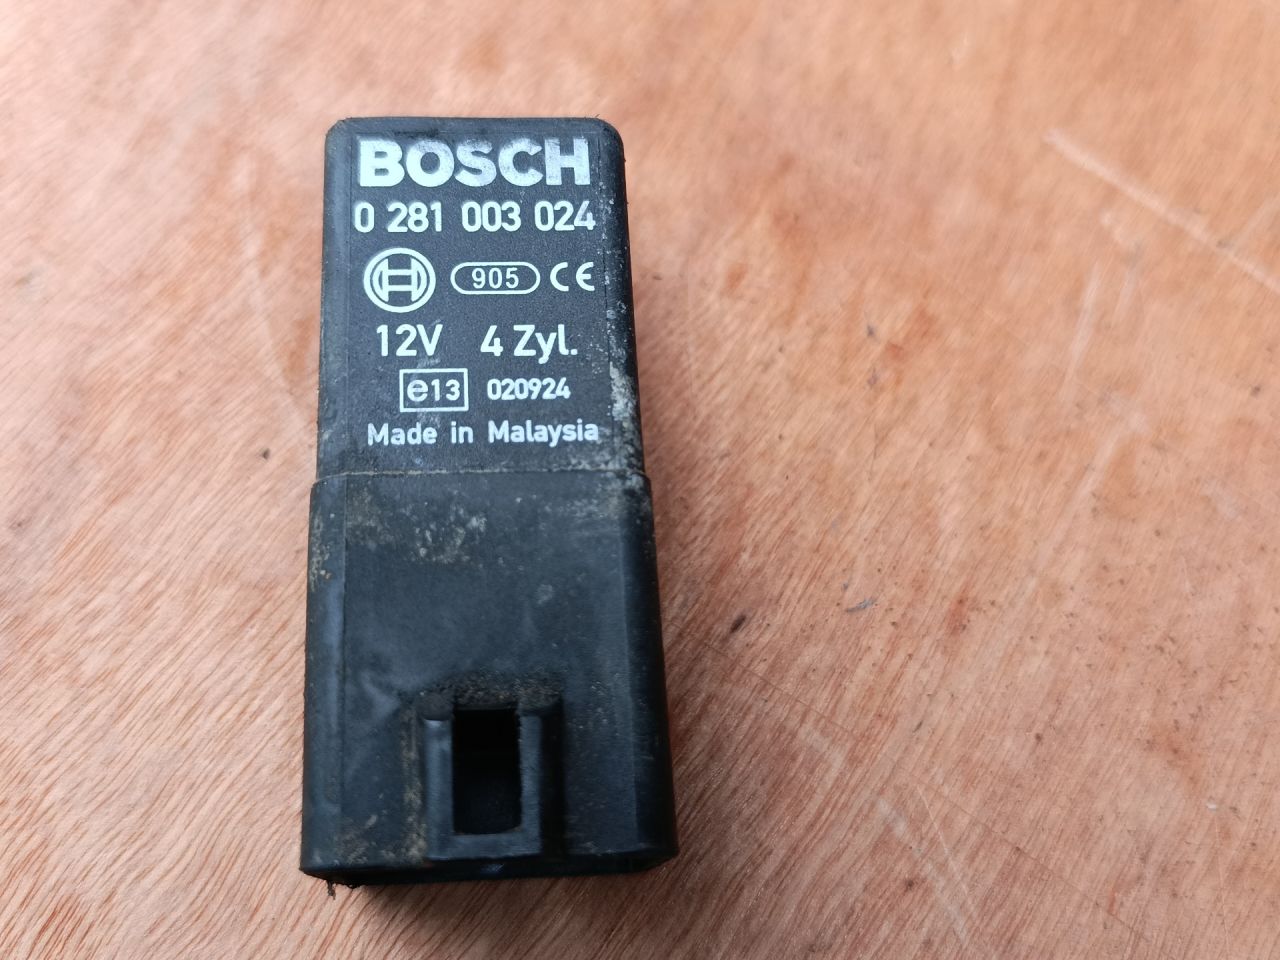 BOSCH
0 281 003 024
905 CE
12V 4 Zyl.
e13 020924
Made in Malaysia